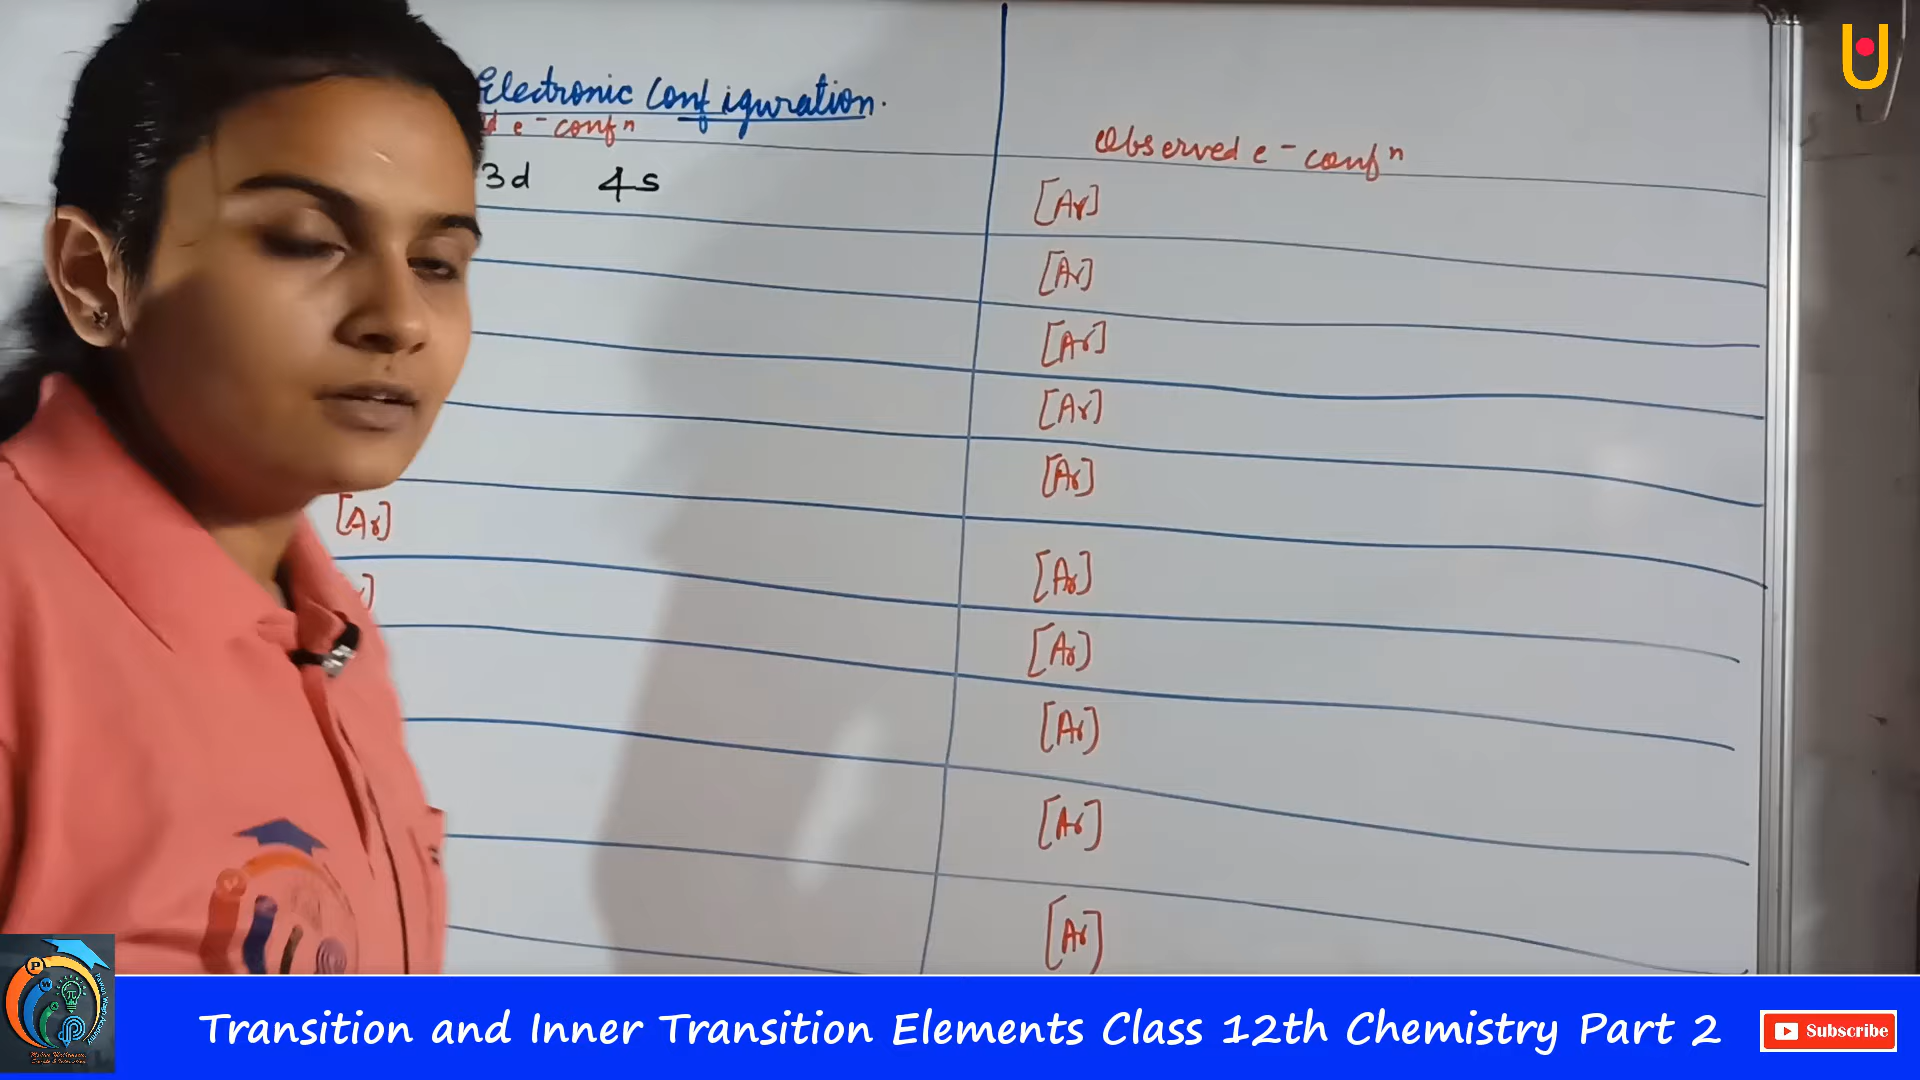 Electronic Configuration.
e⁻ confⁿ
Observed e⁻ confⁿ
3d 4s
[Ar]
[Ar]
[Ar]
[Ar]
[Ar]
[Ar]
[Ar]
[Ar]
[Ar]
[Ar]
[Ar]
Transition and Inner Transition Elements Class 12th Chemistry Part 2
Subscribe